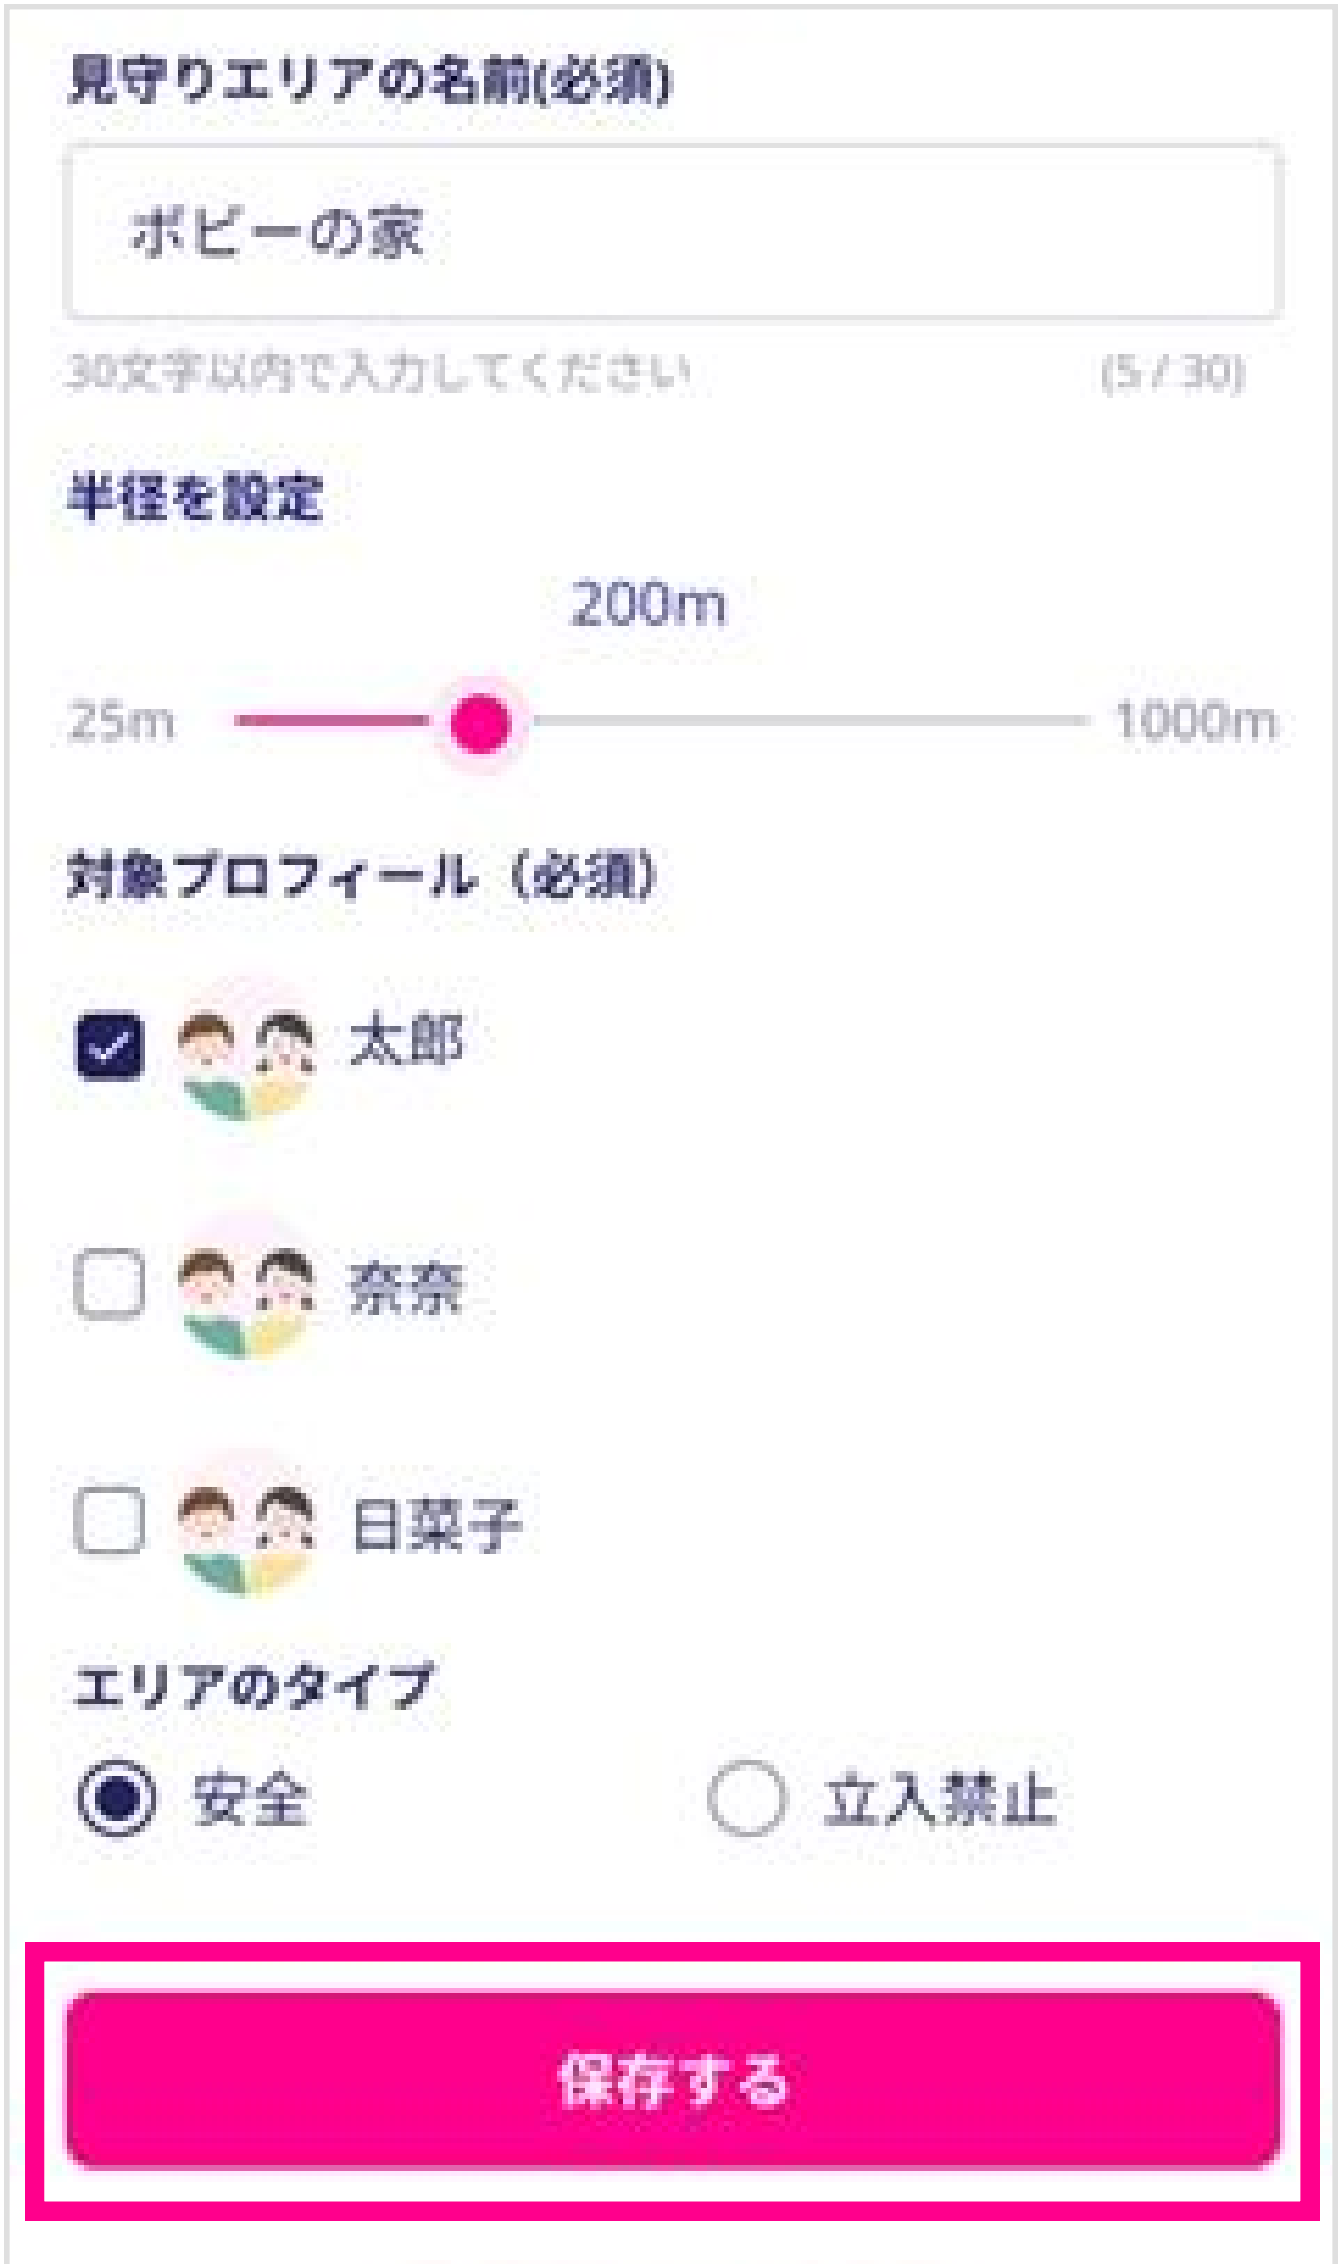 見守りエリアの名前(必須)
ボビーの家
30文字以内で入力してください (5 / 30)
半径を設定
200m
25m 1000m
対象プロフィール（必須）
太郎
奈奈
日菜子
エリアのタイプ
安全 立入禁止
保存する